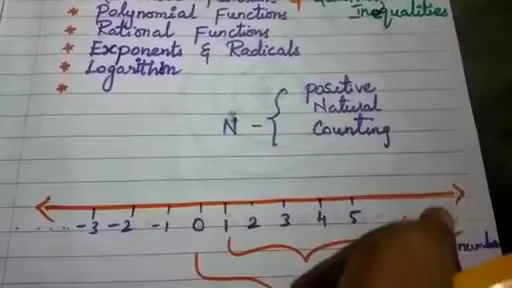 Inequalities
* Polynomial Functions
* Rational Functions
* Exponents & Radicals
* Logarithm
*
N - { positive
Natural
Counting
..... -3 -2 -1 0 1 2 3 4 5